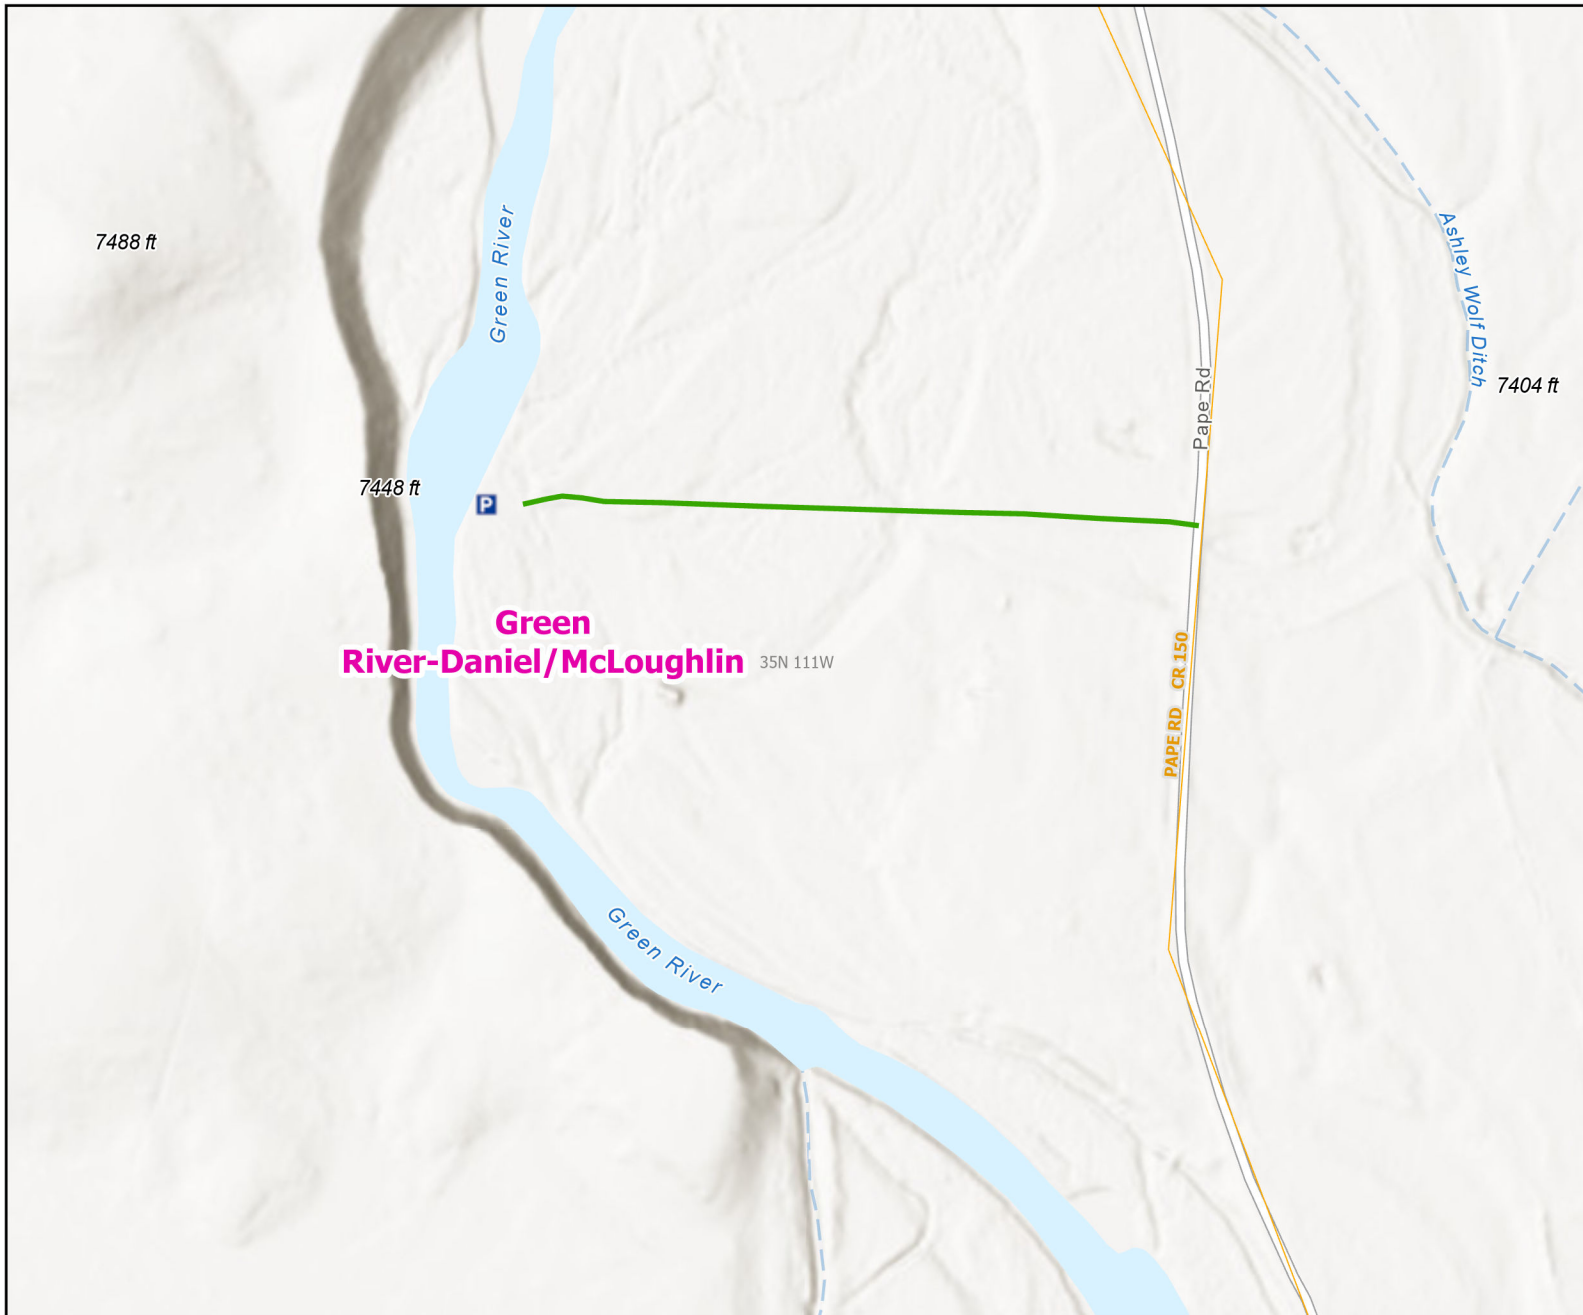 Green River
7488 ft
Ashley Wolf Ditch
Pape Rd
7404 ft
7448 ft
P
Green
River-Daniel/McLoughlin
35N 111W
PAPE RD CR 150
Green River